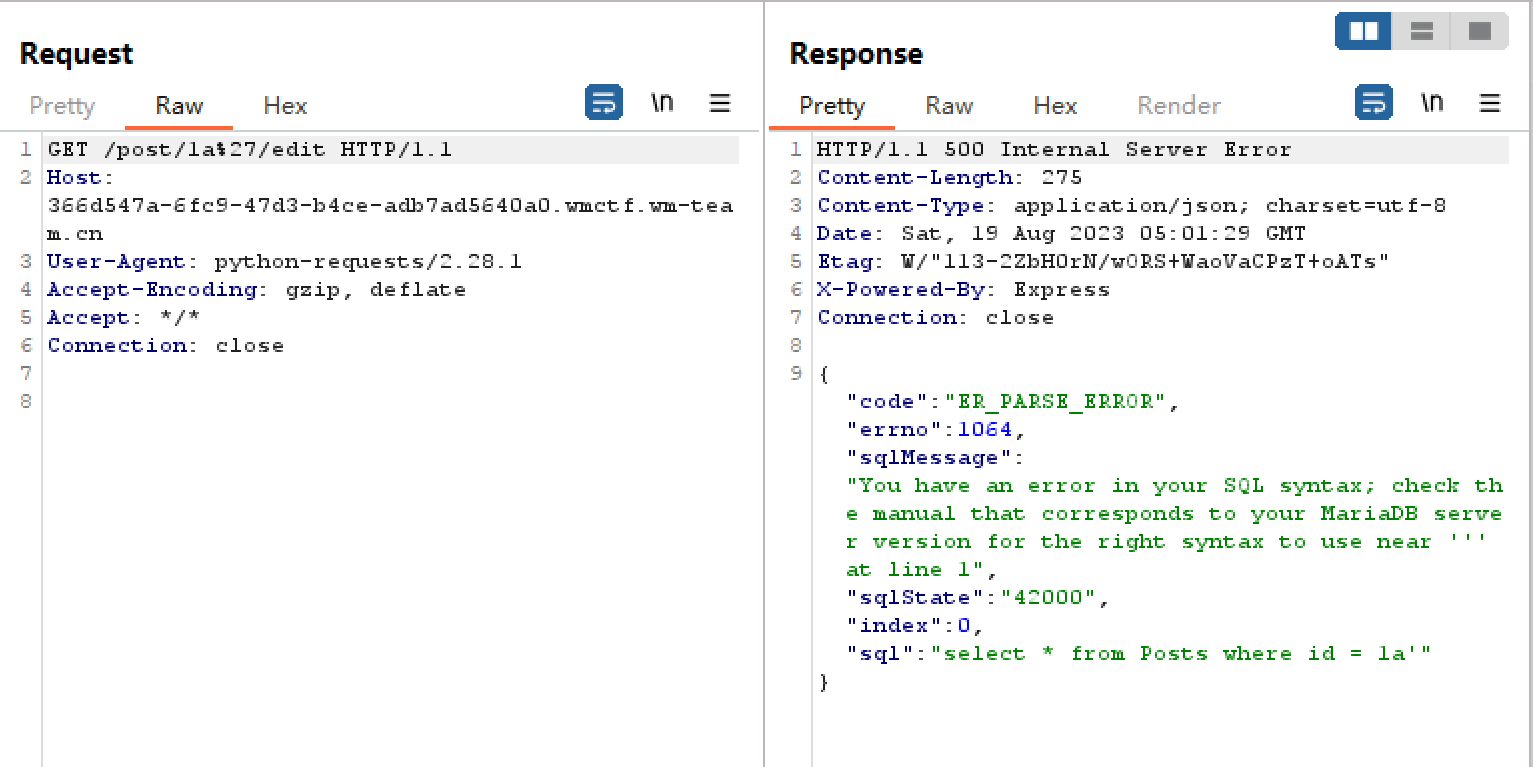 Request
Pretty Raw Hex \n
1 GET /post/1a%27/edit HTTP/1.1
2 Host:
366d547a-6fc9-47d3-b4ce-adb7ad5640a0.wmctf.wm-tea
m.cn
3 User-Agent: python-requests/2.28.1
4 Accept-Encoding: gzip, deflate
5 Accept: */*
6 Connection: close
7
8
Response
Pretty Raw Hex Render \n
1 HTTP/1.1 500 Internal Server Error
2 Content-Length: 275
3 Content-Type: application/json; charset=utf-8
4 Date: Sat, 19 Aug 2023 05:01:29 GMT
5 Etag: W/"113-2ZbHOrN/wORS+WaoVaCPzT+oATs"
6 X-Powered-By: Express
7 Connection: close
8
9 {
"code":"ER_PARSE_ERROR",
"errno":1064,
"sqlMessage":
"You have an error in your SQL syntax; check th
e manual that corresponds to your MariaDB serve
r version for the right syntax to use near '''
at line 1",
"sqlState":"42000",
"index":0,
"sql":"select * from Posts where id = 1a'"
}